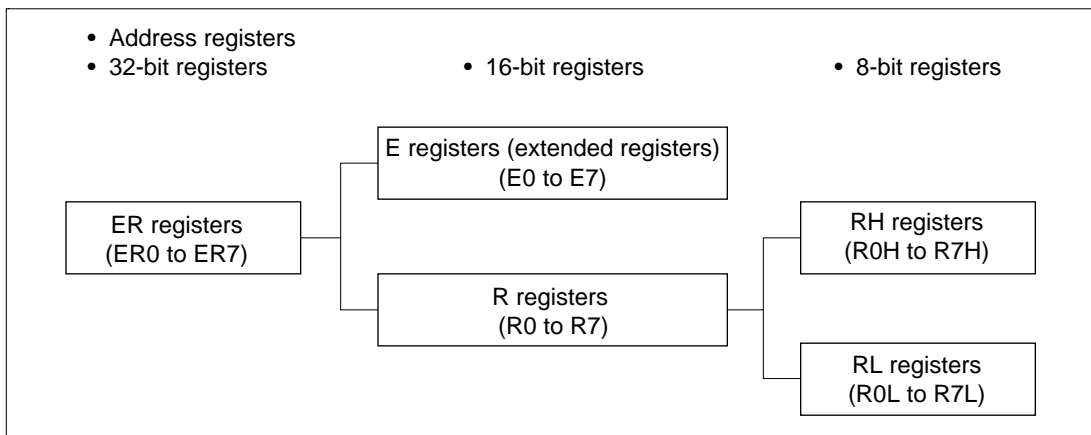 • Address registers
• 32-bit registers
• 16-bit registers
• 8-bit registers
E registers (extended registers)
(E0 to E7)
ER registers
(ER0 to ER7)
RH registers
(R0H to R7H)
R registers
(R0 to R7)
RL registers
(R0L to R7L)